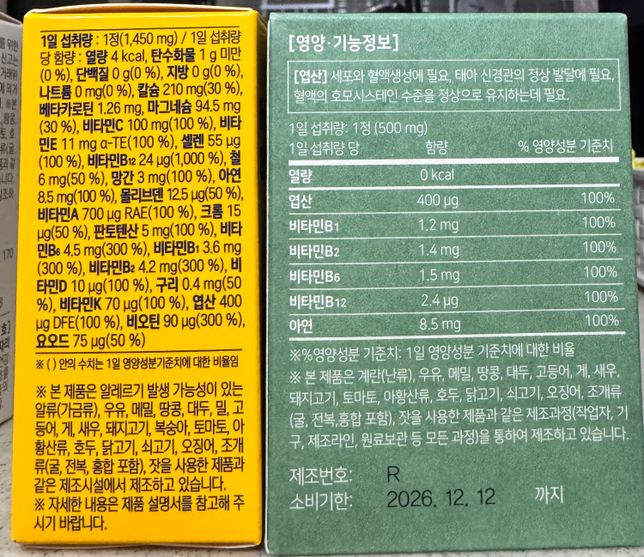 1일 섭취량 : 1정(1,450 mg) / 1일 섭취량
당 함량 : 열량 4 kcal, 탄수화물 1 g 미만
(0 %), 단백질 0 g(0 %), 지방 0 g(0 %),
나트륨 0 mg(0 %), 칼슘 210 mg(30 %),
베타카로틴 1.26 mg, 마그네슘 94.5 mg
(30 %), 비타민C 100 mg(100 %), 비타
민E 11 mg α-TE(100 %), 셀렌 55 μg
(100 %), 비타민B12 24 μg(1,000 %), 철
6 mg(50 %), 망간 3 mg(100 %), 아연
8.5 mg(100 %), 몰리브덴 12.5 μg(50 %),
비타민A 700 μg RAE(100 %), 크롬 15
μg(50 %), 판토텐산 5 mg(100 %), 비타
민B6 4.5 mg(300 %), 비타민B1 3.6 mg
(300 %), 비타민B2 4.2 mg(300 %), 비
타민D 10 μg(100 %), 구리 0.4 mg(50
%), 비타민K 70 μg(100 %), 엽산 400
μg DFE(100 %), 비오틴 90 μg(300 %),
요오드 75 μg(50 %)
※ ( ) 안의 수치는 1일 영양성분기준치에 대한 비율임
※ 본 제품은 알레르기 발생 가능성이 있는
알류(가금류), 우유, 메밀, 땅콩, 대두, 밀, 고
등어, 게, 새우, 돼지고기, 복숭아, 토마토, 아
황산류, 호두, 닭고기, 쇠고기, 오징어, 조개
류(굴, 전복, 홍합 포함), 잣을 사용한 제품과
같은 제조시설에서 제조하고 있습니다.
※ 자세한 내용은 제품 설명서를 참고해 주
시기 바랍니다.
[영양·기능정보]
[엽산] 세포와 혈액생성에 필요, 태아 신경관의 정상 발달에 필요,
혈액의 호모시스테인 수준을 정상으로 유지하는데 필요.
1일 섭취량: 1정 (500 mg)
1일 섭취량 당 함량 % 영양성분 기준치
열량 0 kcal
엽산 400 μg 100%
비타민B1 1.2 mg 100%
비타민B2 1.4 mg 100%
비타민B6 1.5 mg 100%
비타민B12 2.4 μg 100%
아연 8.5 mg 100%
※%영양성분 기준치: 1일 영양성분 기준치에 대한 비율
※ 본 제품은 계란(난류), 우유, 메밀, 땅콩, 대두, 고등어, 게, 새우,
돼지고기, 토마토, 아황산류, 호두, 닭고기, 쇠고기, 오징어, 조개류
(굴, 전복,홍합 포함), 잣을 사용한 제품과 같은 제조과정(작업자, 기
구, 제조라인, 원료보관 등 모든 과정)을 통하여 제조하고 있습니다.
제조번호: R
소비기한: 2026. 12. 12 까지